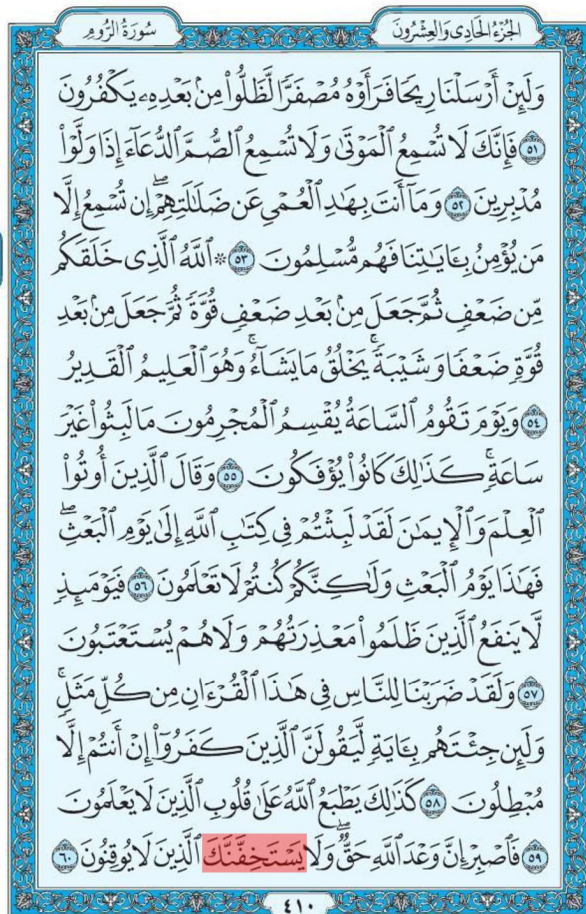 الجُزْءُ الحَادِي وَالعِشْرُونَ
سُورَةُ الرُّومِ
وَلَئِنْ أَرْسَلْنَا رِيحًا فَرَأَوْهُ مُصْفَرًّا لَّظَلُّوا۟ مِنۢ بَعْدِهِۦ يَكْفُرُونَ
۝٥١ فَإِنَّكَ لَا تُسْمِعُ ٱلْمَوْتَىٰ وَلَا تُسْمِعُ ٱلصُّمَّ ٱلدُّعَآءَ إِذَا وَلَّوْا۟
مُدْبِرِينَ ۝٥٢ وَمَآ أَنتَ بِهَـٰدِ ٱلْعُمْىِ عَن ضَلَـٰلَتِهِمْ ۖ إِن تُسْمِعُ إِلَّا
مَن يُؤْمِنُ بِـَٔايَـٰتِنَا فَهُم مُّسْلِمُونَ ۝٥٣ ۞ ٱللَّهُ ٱلَّذِى خَلَقَكُم
مِّن ضَعْفٍ ثُمَّ جَعَلَ مِنۢ بَعْدِ ضَعْفٍ قُوَّةً ثُمَّ جَعَلَ مِنۢ بَعْدِ
قُوَّةٍ ضَعْفًا وَشَيْبَةً ۚ يَخْلُقُ مَا يَشَآءُ ۖ وَهُوَ ٱلْعَلِيمُ ٱلْقَدِيرُ
۝٥٤ وَيَوْمَ تَقُومُ ٱلسَّاعَةُ يُقْسِمُ ٱلْمُجْرِمُونَ مَا لَبِثُوا۟ غَيْرَ
سَاعَةٍ ۚ كَذَٰلِكَ كَانُوا۟ يُؤْفَكُونَ ۝٥٥ وَقَالَ ٱلَّذِينَ أُوتُوا۟
ٱلْعِلْمَ وَٱلْإِيمَـٰنَ لَقَدْ لَبِثْتُمْ فِى كِتَـٰبِ ٱللَّهِ إِلَىٰ يَوْمِ ٱلْبَعْثِ ۖ
فَهَـٰذَا يَوْمُ ٱلْبَعْثِ وَلَـٰكِنَّكُمْ كُنتُمْ لَا تَعْلَمُونَ ۝٥٦ فَيَوْمَئِذٍ
لَّا يَنفَعُ ٱلَّذِينَ ظَلَمُوا۟ مَعْذِرَتُهُمْ وَلَا هُمْ يُسْتَعْتَبُونَ
۝٥٧ وَلَقَدْ ضَرَبْنَا لِلنَّاسِ فِى هَـٰذَا ٱلْقُرْءَانِ مِن كُلِّ مَثَلٍ ۚ
وَلَئِن جِئْتَهُم بِـَٔايَةٍ لَّيَقُولَنَّ ٱلَّذِينَ كَفَرُوٓا۟ إِنْ أَنتُمْ إِلَّا
مُبْطِلُونَ ۝٥٨ كَذَٰلِكَ يَطْبَعُ ٱللَّهُ عَلَىٰ قُلُوبِ ٱلَّذِينَ لَا يَعْلَمُونَ
۝٥٩ فَٱصْبِرْ إِنَّ وَعْدَ ٱللَّهِ حَقٌّ ۖ وَلَا يَسْتَخِفَّنَّكَ ٱلَّذِينَ لَا يُوقِنُونَ ۝٦٠
٤١٠